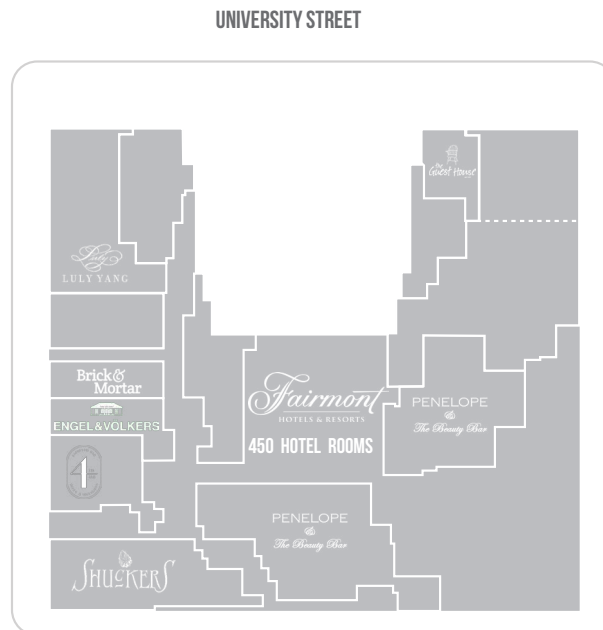 UNIVERSITY STREET
the
Guest House
Luly
LULY YANG
Brick&
Mortar
ENGEL&VOLKERS
Fairmont
HOTELS & RESORTS
450 HOTEL ROOMS
PENELOPE
&
The Beauty Bar
4
PENELOPE
&
The Beauty Bar
SHUCKERS